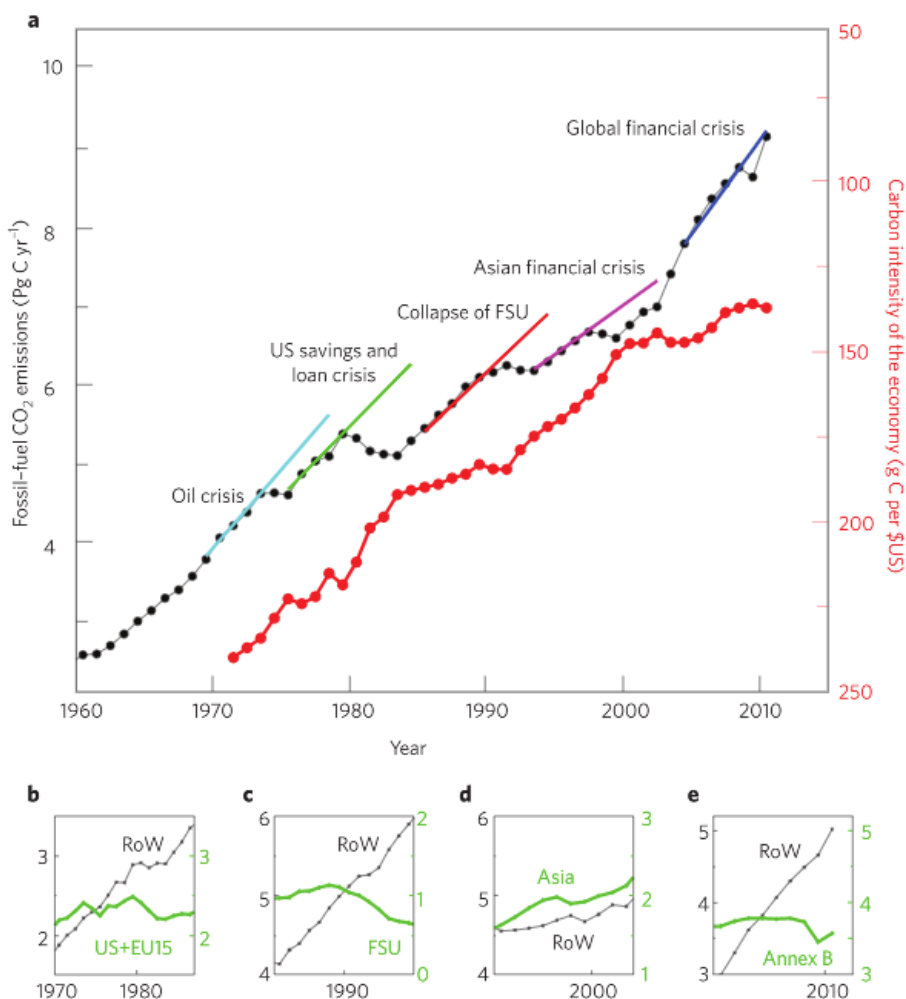 a
50
10
Global financial crisis
100
8
Asian financial crisis
Collapse of FSU
US savings and
loan crisis
150
6
Oil crisis
200
4
250
Fossil-fuel CO₂ emissions (Pg C yr⁻¹)
Carbon intensity of the economy (g C per $US)
1960 1970 1980 1990 2000 2010
Year
b
RoW
3
3
2
2
US+EU15
1970 1980
c
6
2
RoW
5
1
FSU
4
0
1990
d
6
3
Asia
5
2
RoW
4
1
2000
e
5
5
RoW
4
4
Annex B
3
3
2010